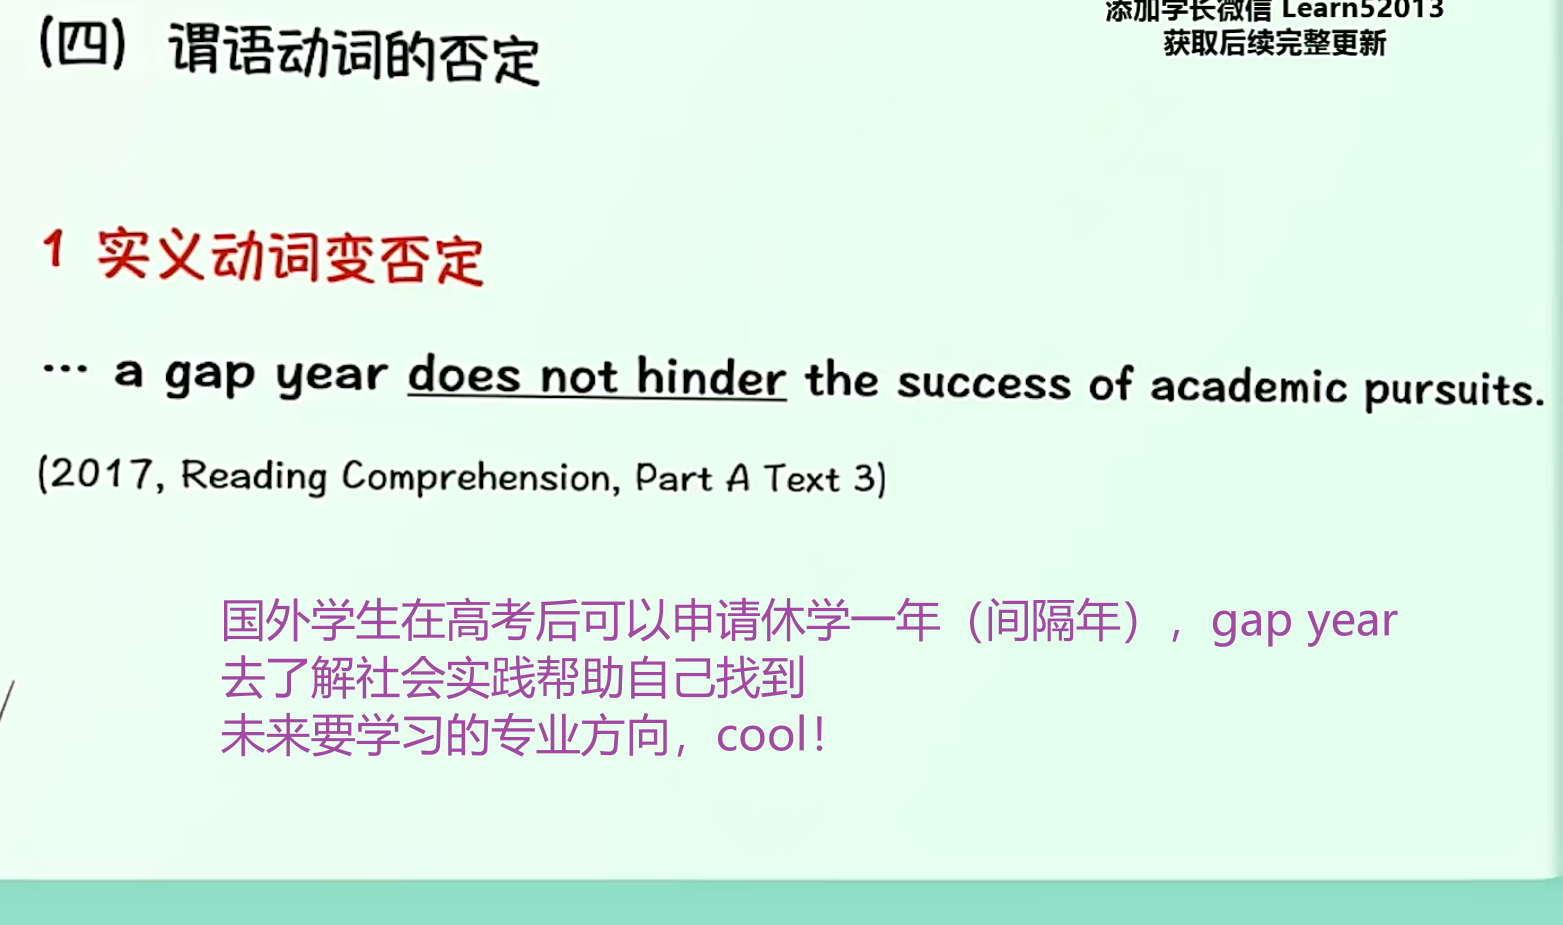 添加学长微信 Learn52013
获取后续完整更新
(四) 谓语动词的否定
1 实义动词变否定
… a gap year does not hinder the success of academic pursuits.
(2017, Reading Comprehension, Part A Text 3)
国外学生在高考后可以申请休学一年（间隔年），gap year
去了解社会实践帮助自己找到
未来要学习的专业方向，cool！